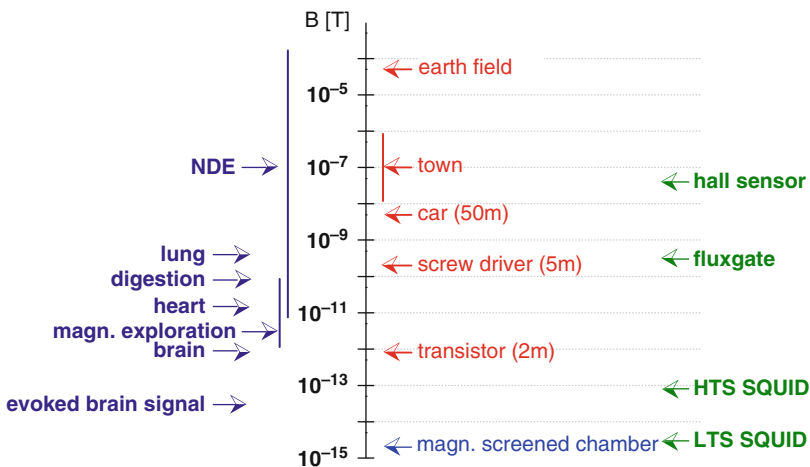 B [T]
earth field
10⁻⁵
NDE
10⁻⁷
town
hall sensor
car (50m)
lung
10⁻⁹
fluxgate
digestion
screw driver (5m)
heart
10⁻¹¹
magn. exploration
brain
transistor (2m)
10⁻¹³
HTS SQUID
evoked brain signal
magn. screened chamber
LTS SQUID
10⁻¹⁵